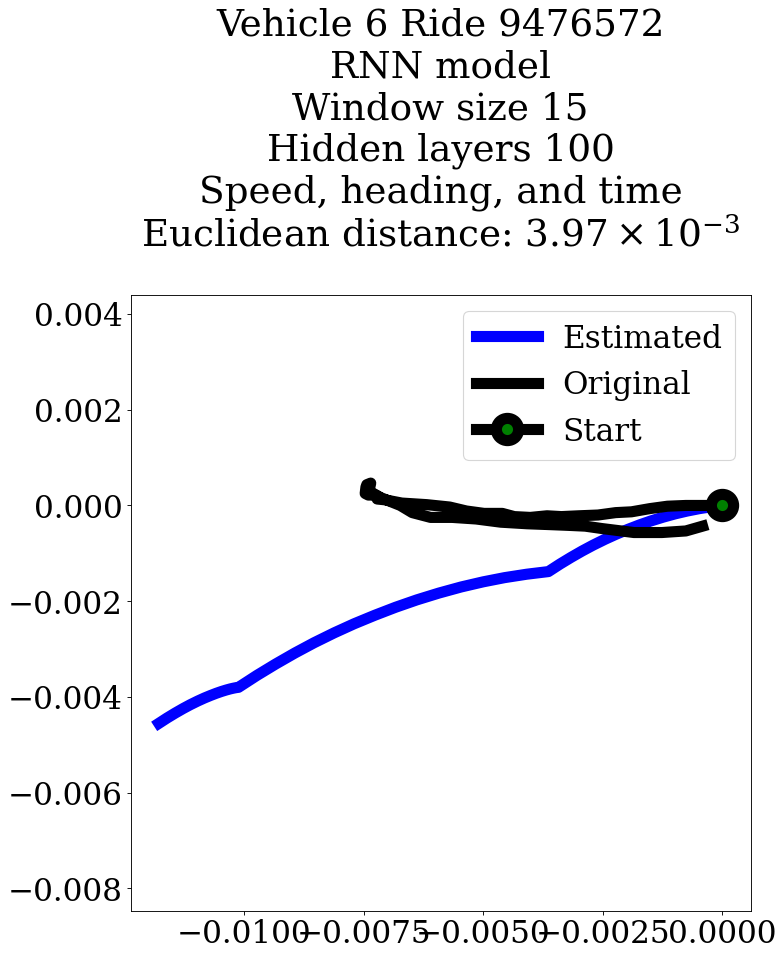 Vehicle 6 Ride 9476572
RNN model
Window size 15
Hidden layers 100
Speed, heading, and time
Euclidean distance: 3.97 × 10⁻³
Estimated
Original
Start
0.004
0.002
0.000
−0.002
−0.004
−0.006
−0.008
−0.0100 −0.0075 −0.0050 −0.0025 0.000